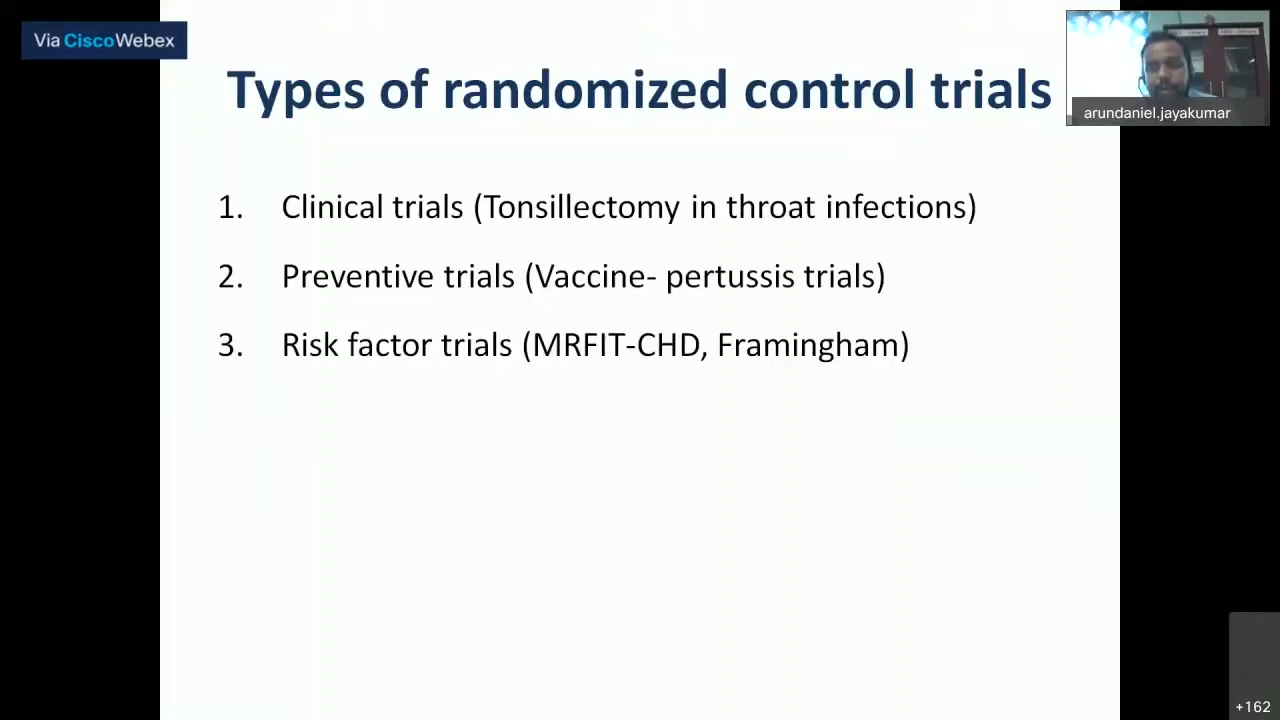 Via CiscoWebex
Types of randomized control trials
arundaniel.jayakumar
1. Clinical trials (Tonsillectomy in throat infections)
2. Preventive trials (Vaccine- pertussis trials)
3. Risk factor trials (MRFIT-CHD, Framingham)
+162